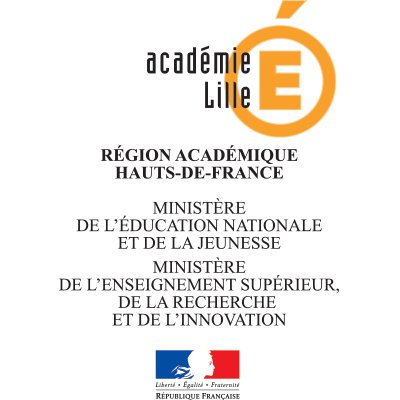 académie
Lille
É
RÉGION ACADÉMIQUE
HAUTS-DE-FRANCE
MINISTÈRE
DE L’ÉDUCATION NATIONALE
ET DE LA JEUNESSE
MINISTÈRE
DE L’ENSEIGNEMENT SUPÉRIEUR,
DE LA RECHERCHE
ET DE L’INNOVATION
Liberté • Égalité • Fraternité
RÉPUBLIQUE FRANÇAISE